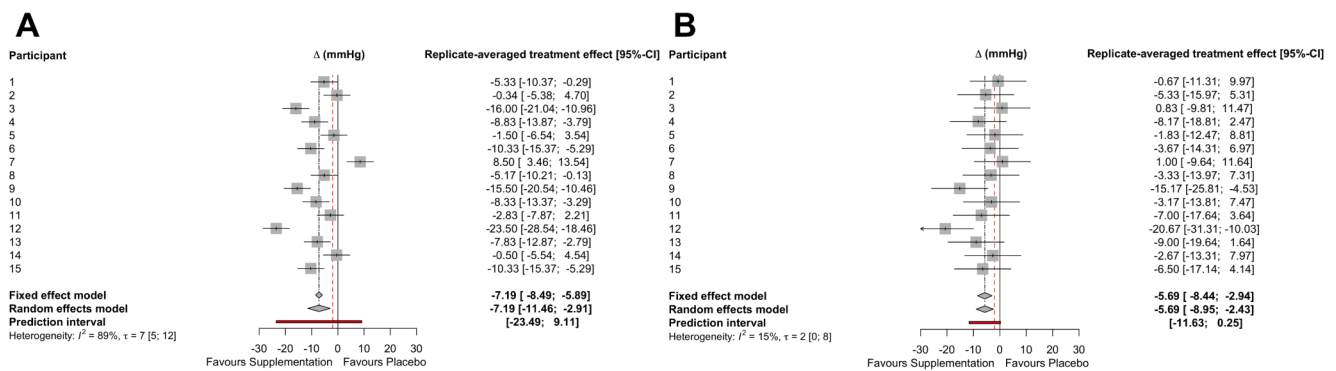 A
Participant Δ (mmHg) Replicate-averaged treatment effect [95%-CI]
1 -5.33 [-10.37; -0.29]
2 -0.34 [ -5.38; 4.70]
3 -16.00 [-21.04; -10.96]
4 -8.83 [-13.87; -3.79]
5 -1.50 [ -6.54; 3.54]
6 -10.33 [-15.37; -5.29]
7 8.50 [ 3.46; 13.54]
8 -5.17 [-10.21; -0.13]
9 -15.50 [-20.54; -10.46]
10 -8.33 [-13.37; -3.29]
11 -2.83 [ -7.87; 2.21]
12 -23.50 [-28.54; -18.46]
13 -7.83 [-12.87; -2.79]
14 -0.50 [ -5.54; 4.54]
15 -10.33 [-15.37; -5.29]
Fixed effect model -7.19 [ -8.49; -5.89]
Random effects model -7.19 [-11.46; -2.91]
Prediction interval [-23.49; 9.11]
Heterogeneity: I² = 89%, τ = 7 [5; 12]
-30 -20 -10 0 10 20 30
Favours Supplementation Favours Placebo
B
Participant Δ (mmHg) Replicate-averaged treatment effect [95%-CI]
1 -0.67 [-11.31; 9.97]
2 -5.33 [-15.97; 5.31]
3 0.83 [ -9.81; 11.47]
4 -8.17 [-18.81; 2.47]
5 -1.83 [-12.47; 8.81]
6 -3.67 [-14.31; 6.97]
7 1.00 [ -9.64; 11.64]
8 -3.33 [-13.97; 7.31]
9 -15.17 [-25.81; -4.53]
10 -3.17 [-13.81; 7.47]
11 -7.00 [-17.64; 3.64]
12 -20.67 [-31.31; -10.03]
13 -9.00 [-19.64; 1.64]
14 -2.67 [-13.31; 7.97]
15 -6.50 [-17.14; 4.14]
Fixed effect model -5.69 [ -8.44; -2.94]
Random effects model -5.69 [ -8.95; -2.43]
Prediction interval [-11.63; 0.25]
Heterogeneity: I² = 15%, τ = 2 [0; 8]
-30 -20 -10 0 10 20 30
Favours Supplementation Favours Placebo